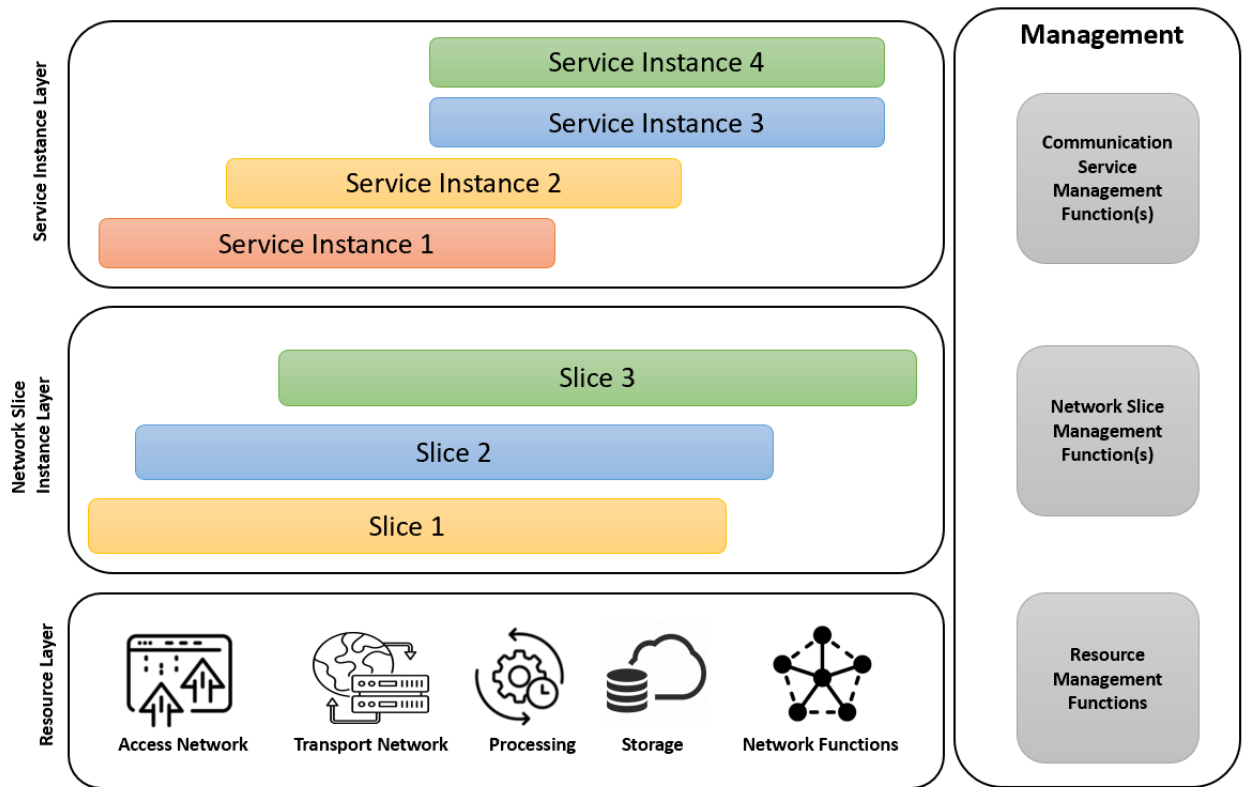 Service Instance Layer
Service Instance 4
Service Instance 3
Service Instance 2
Service Instance 1
Network Slice
Instance Layer
Slice 3
Slice 2
Slice 1
Resource Layer
Access Network
Transport Network
Processing
Storage
Network Functions
Management
Communication
Service
Management
Function(s)
Network Slice
Management
Function(s)
Resource
Management
Functions